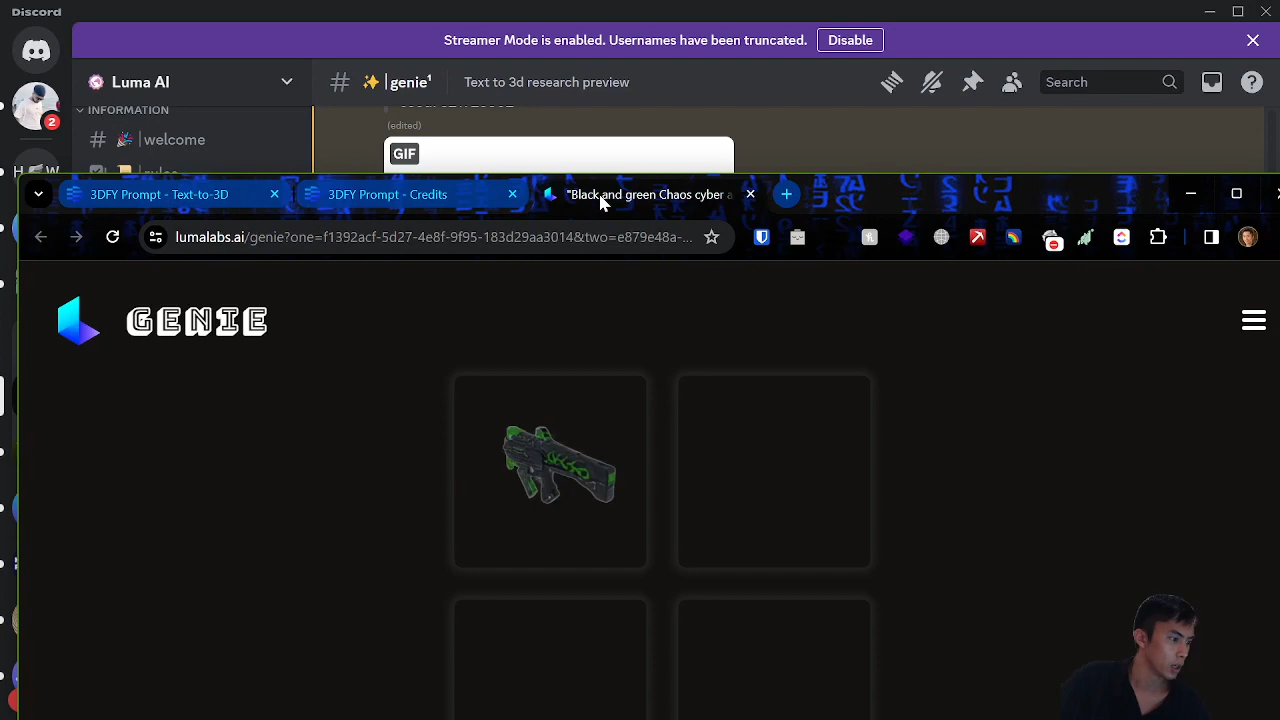 Discord
Streamer Mode is enabled. Usernames have been truncated.
Disable
Luma AI
# ✨ | genie¹
Text to 3d research preview
Search
INFORMATION
(edited)
# 🎉 | welcome
GIF
2
3DFY Prompt - Text-to-3D
3DFY Prompt - Credits
"Black and green Chaos cyber a
lumalabs.ai/genie?one=f1392acf-5d27-4e8f-9f95-183d29aa3014&two=e879e48a-...
GENIE